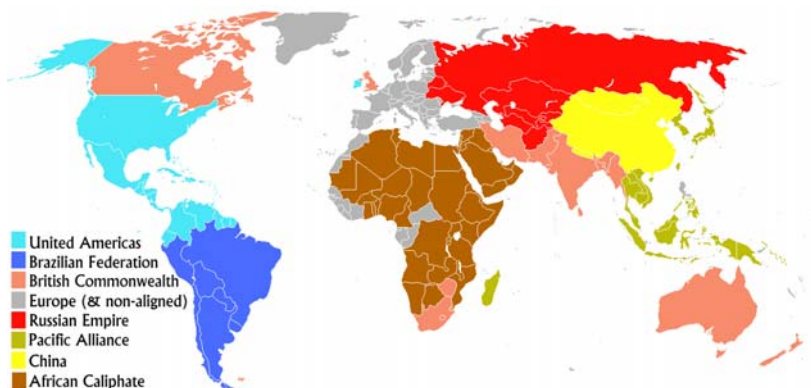 United Americas
Brazilian Federation
British Commonwealth
Europe (& non-aligned)
Russian Empire
Pacific Alliance
China
African Caliphate